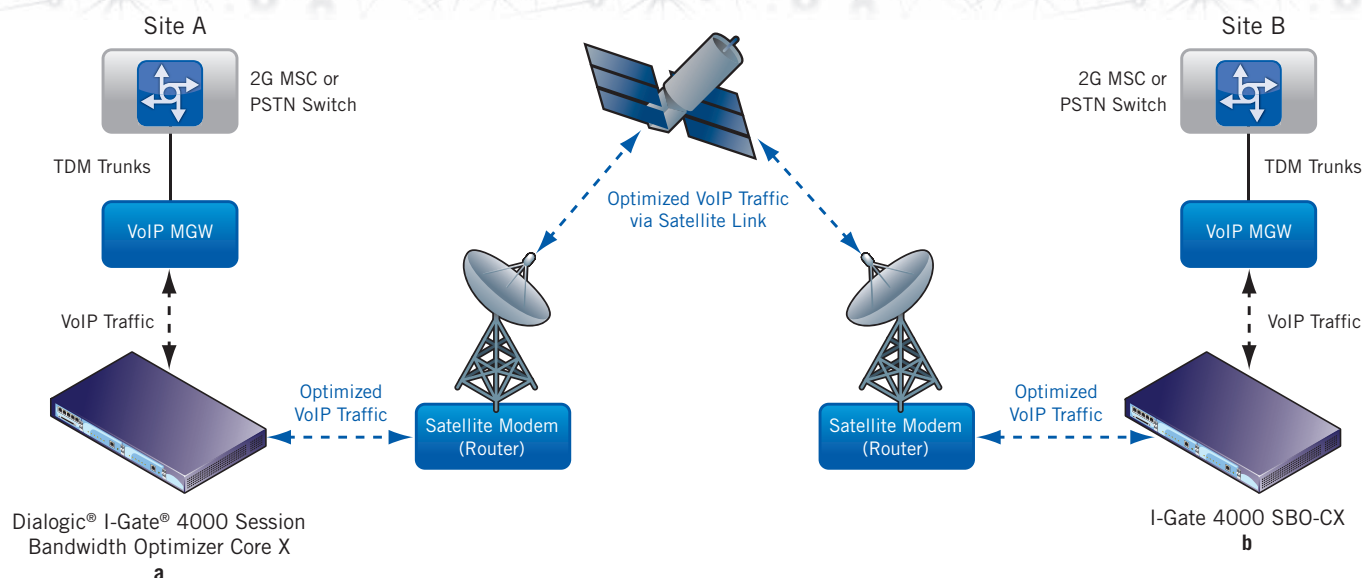 Site A
2G MSC or
PSTN Switch
TDM Trunks
VoIP MGW
VoIP Traffic
Optimized
VoIP Traffic
Dialogic® I-Gate® 4000 Session
Bandwidth Optimizer Core X
a
Satellite Modem
(Router)
Optimized VoIP Traffic
via Satellite Link
Satellite Modem
(Router)
Optimized
VoIP Traffic
Site B
2G MSC or
PSTN Switch
TDM Trunks
VoIP MGW
VoIP Traffic
I-Gate 4000 SBO-CX
b